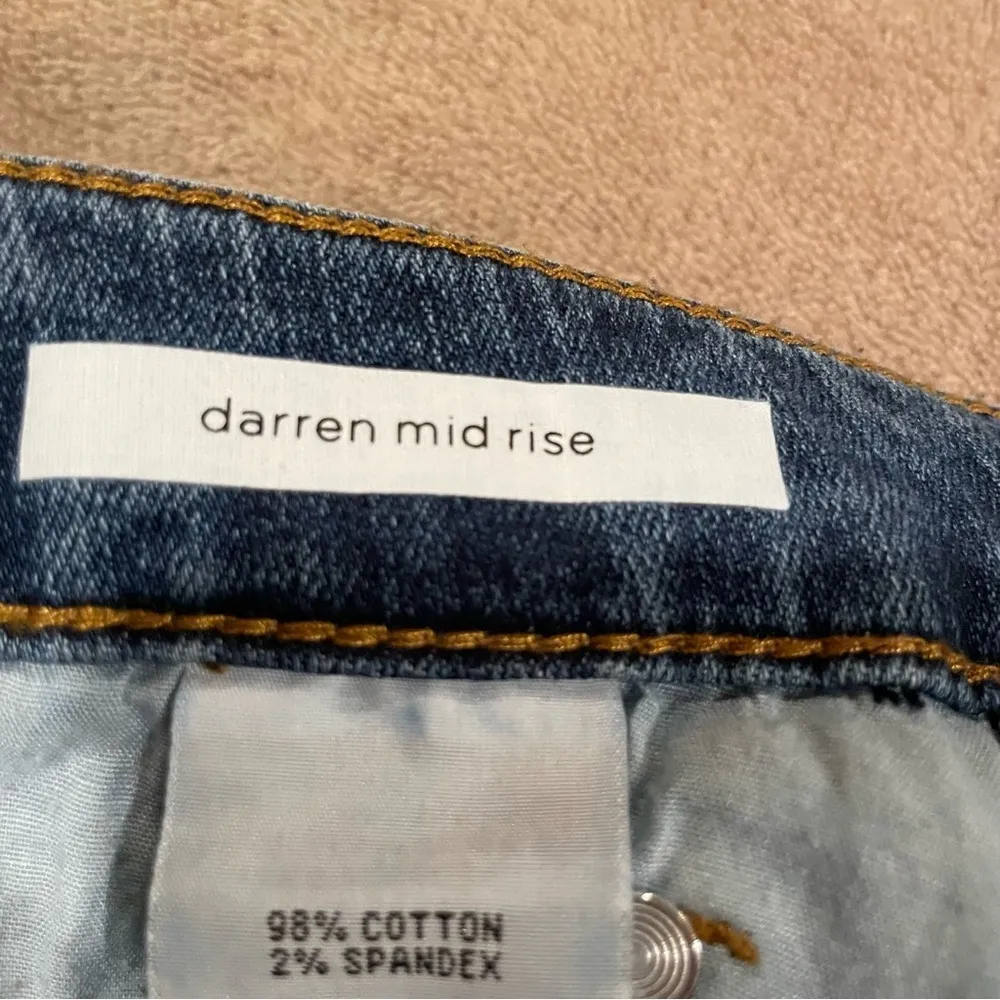 darren mid rise
98% COTTON
2% SPANDEX